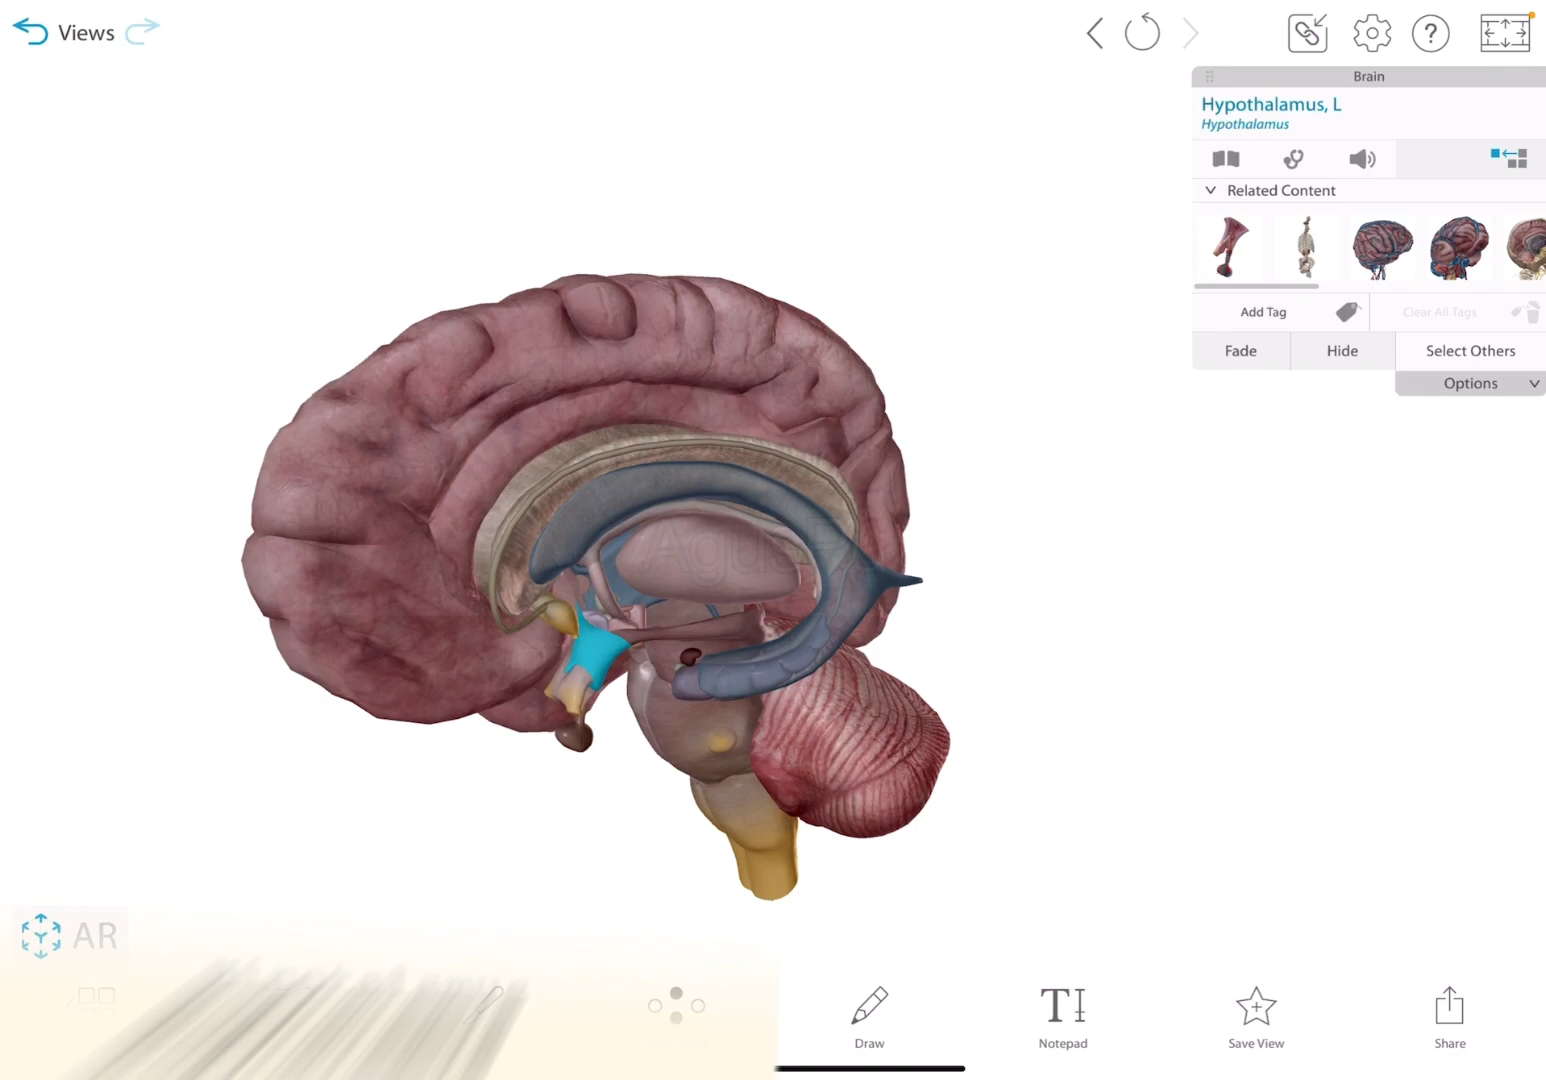 Views
Brain
Hypothalamus, L
Hypothalamus
Related Content
Add Tag
Clear All Tags
Fade
Hide
Select Others
Options
AR
Draw
Notepad
Save View
Share